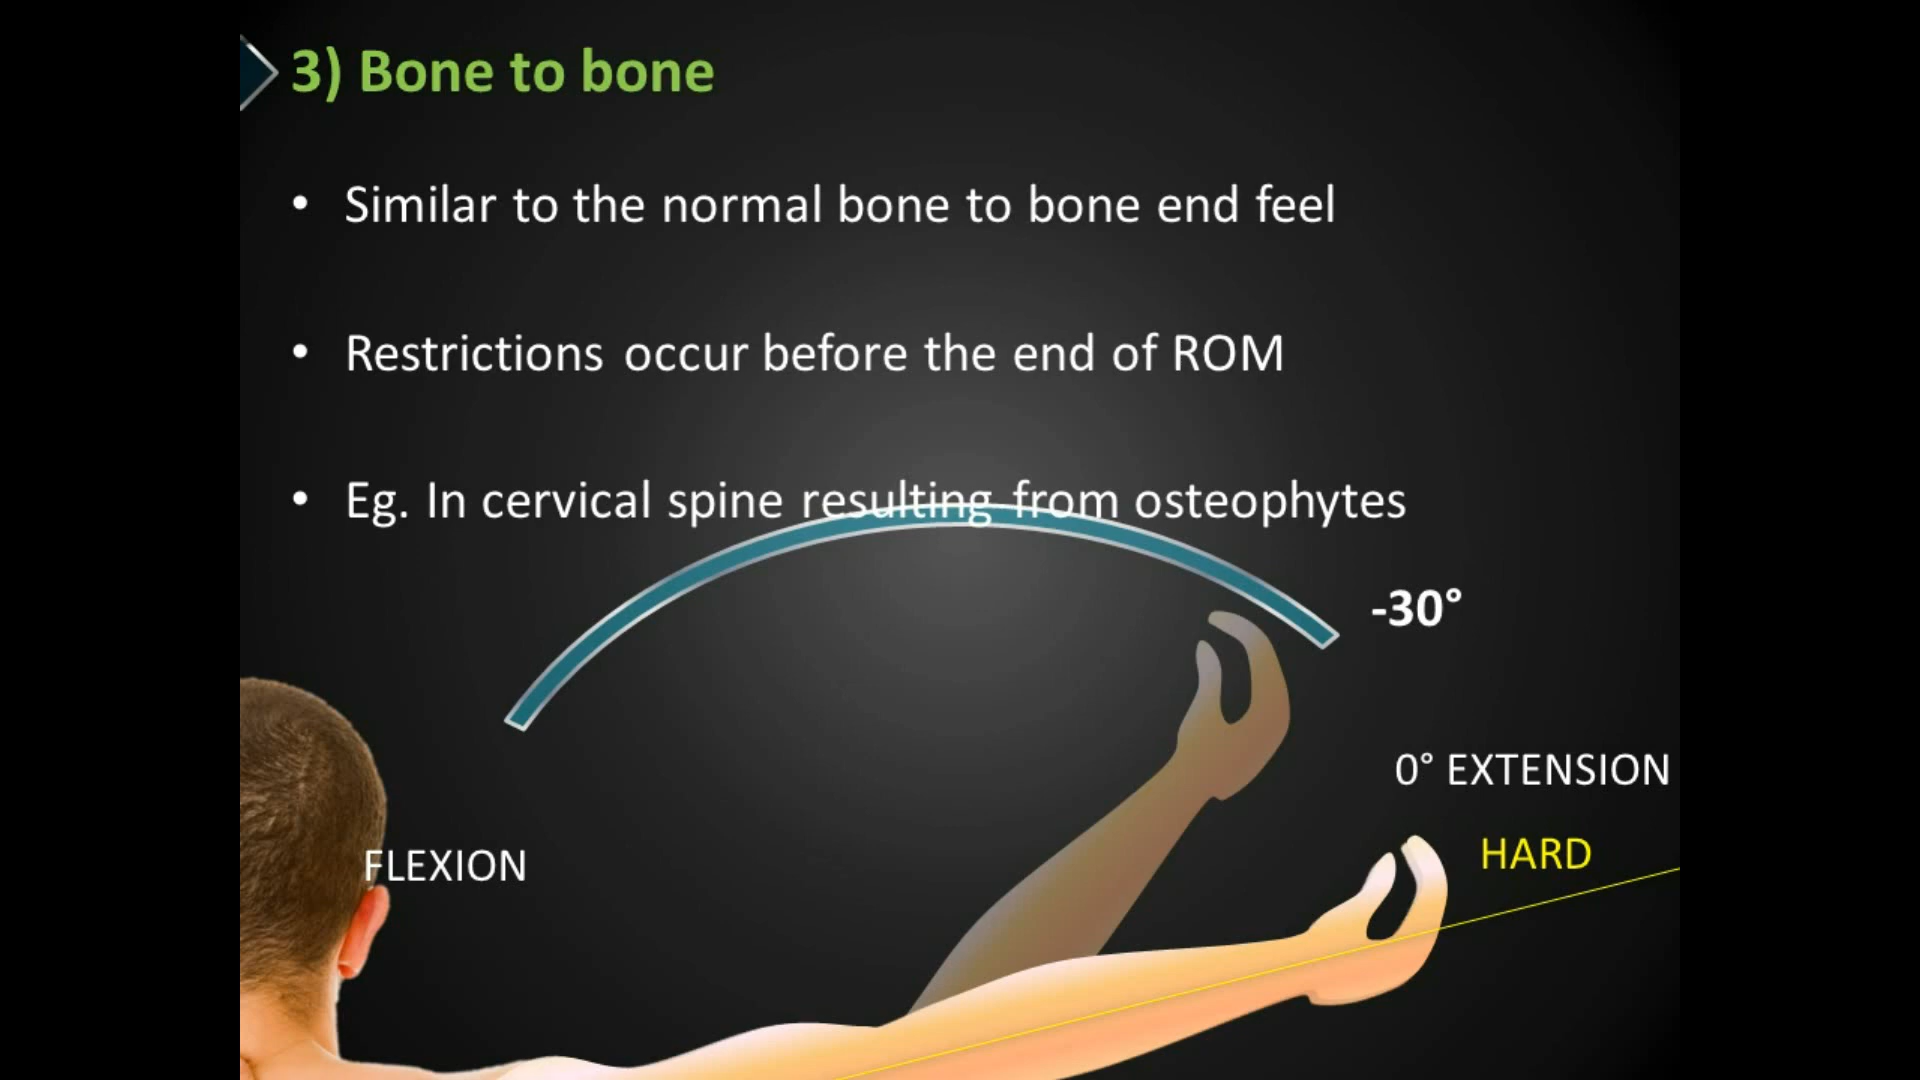 3) Bone to bone
• Similar to the normal bone to bone end feel
• Restrictions occur before the end of ROM
• Eg. In cervical spine resulting from osteophytes
-30°
0° EXTENSION
HARD
FLEXION